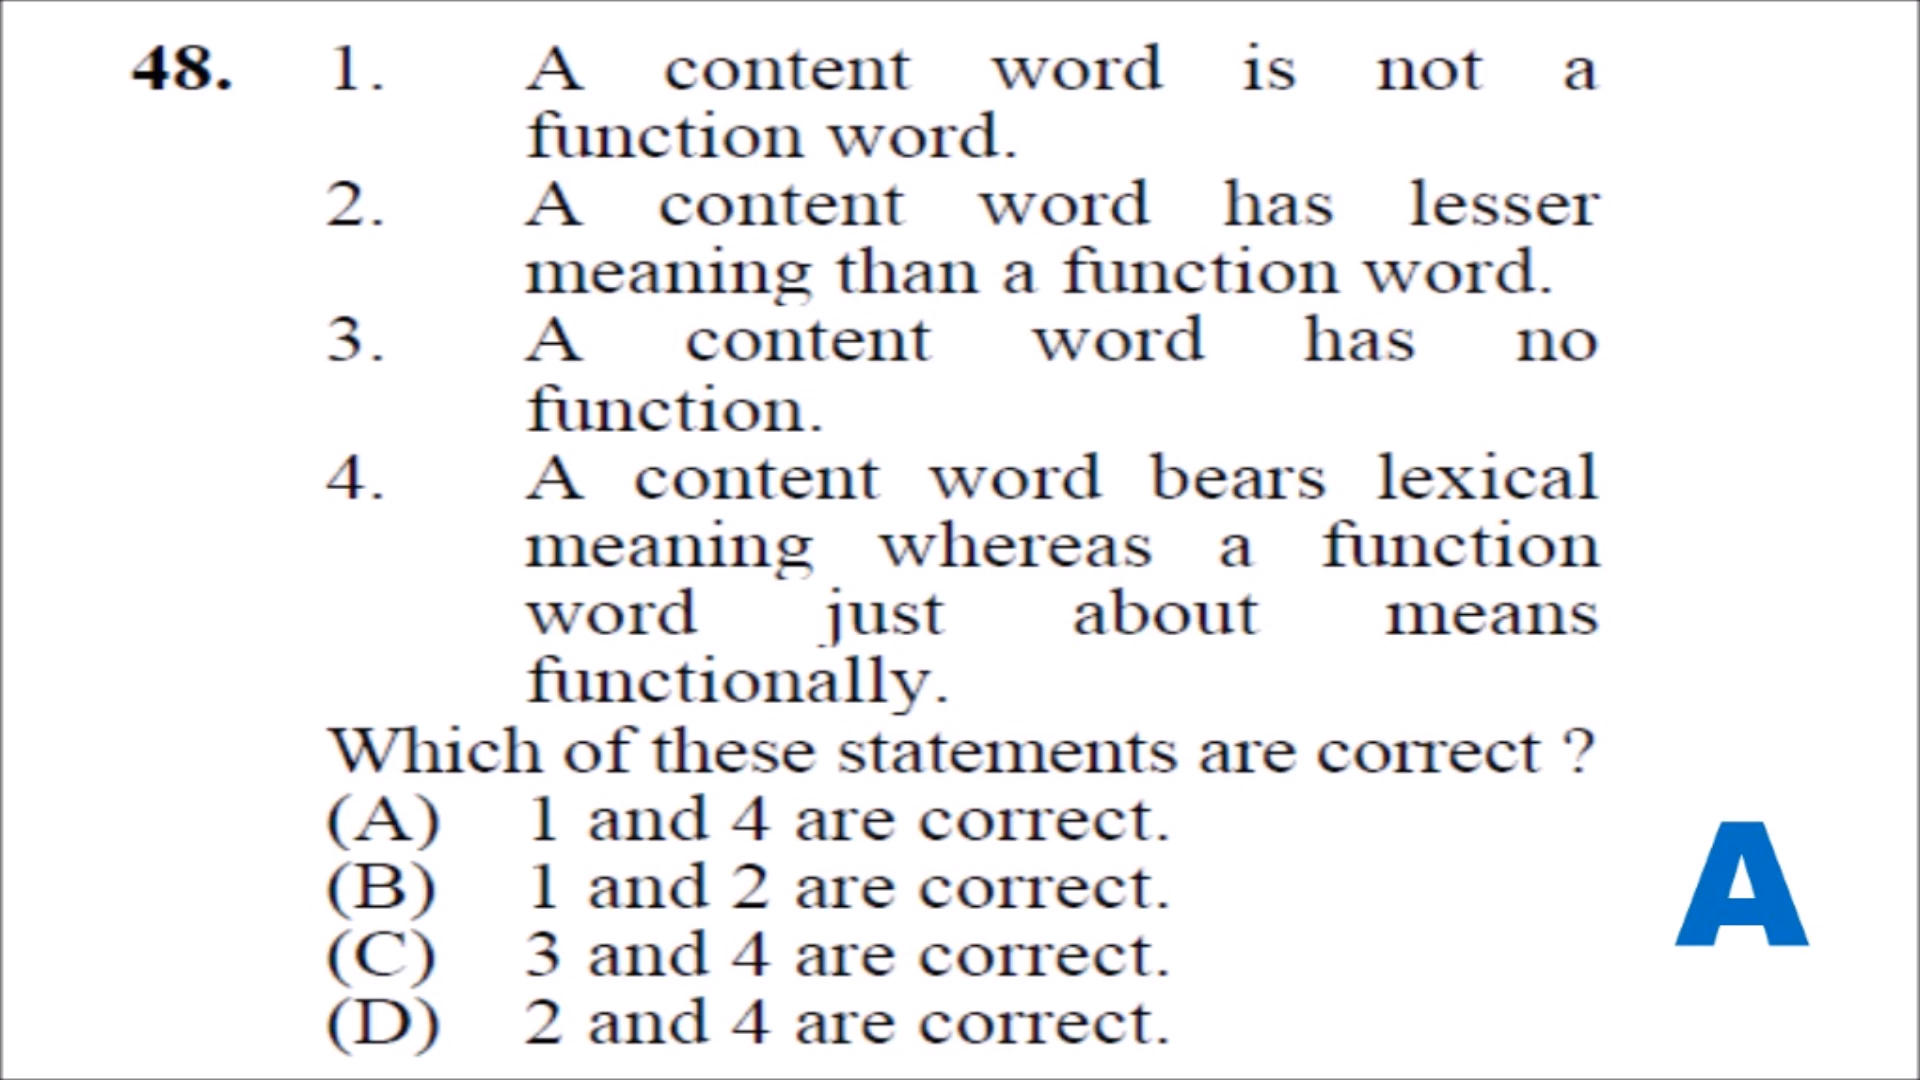 48. 1. A content word is not a
function word.
2. A content word has lesser
meaning than a function word.
3. A content word has no
function.
4. A content word bears lexical
meaning whereas a function
word just about means
functionally.
Which of these statements are correct ?
(A) 1 and 4 are correct.
(B) 1 and 2 are correct.
(C) 3 and 4 are correct.
(D) 2 and 4 are correct.
A